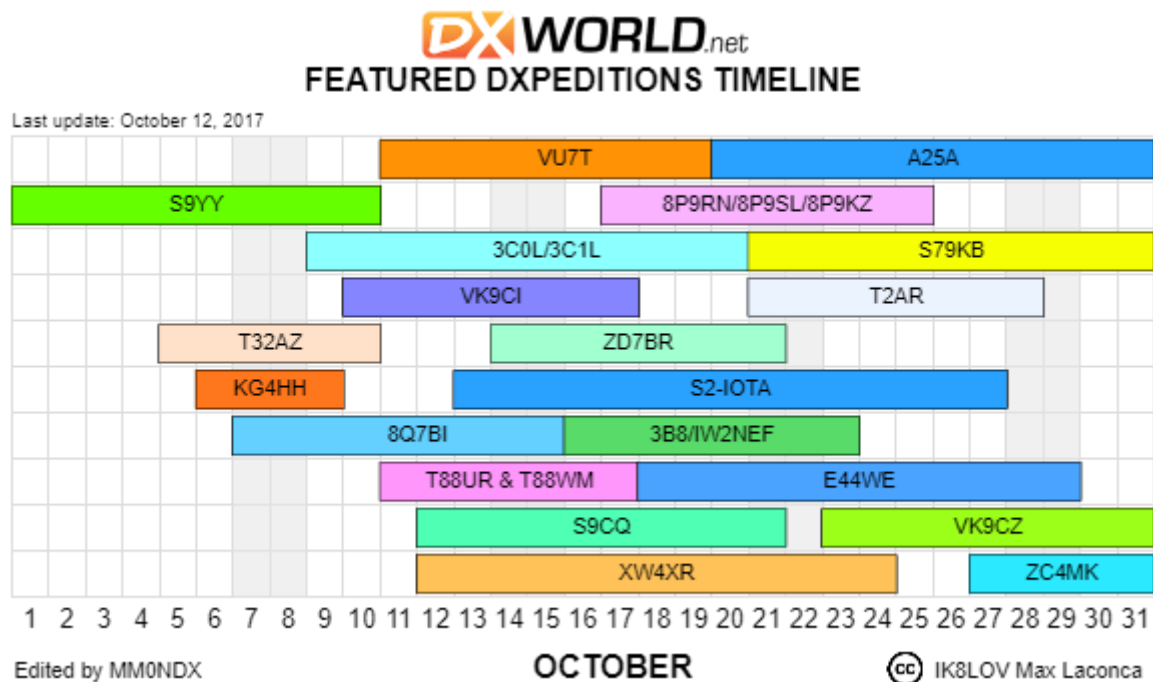 DX WORLD.net
FEATURED DXPEDITIONS TIMELINE
Last update: October 12, 2017
VU7T A25A
S9YY 8P9RN/8P9SL/8P9KZ
3C0L/3C1L S79KB
VK9CI T2AR
T32AZ ZD7BR
KG4HH S2-IOTA
8Q7BI 3B8/IW2NEF
T88UR & T88WM E44WE
S9CQ VK9CZ
XW4XR ZC4MK
1 2 3 4 5 6 7 8 9 10 11 12 13 14 15 16 17 18 19 20 21 22 23 24 25 26 27 28 29 30 31
Edited by MM0NDX OCTOBER cc IK8LOV Max Laconca